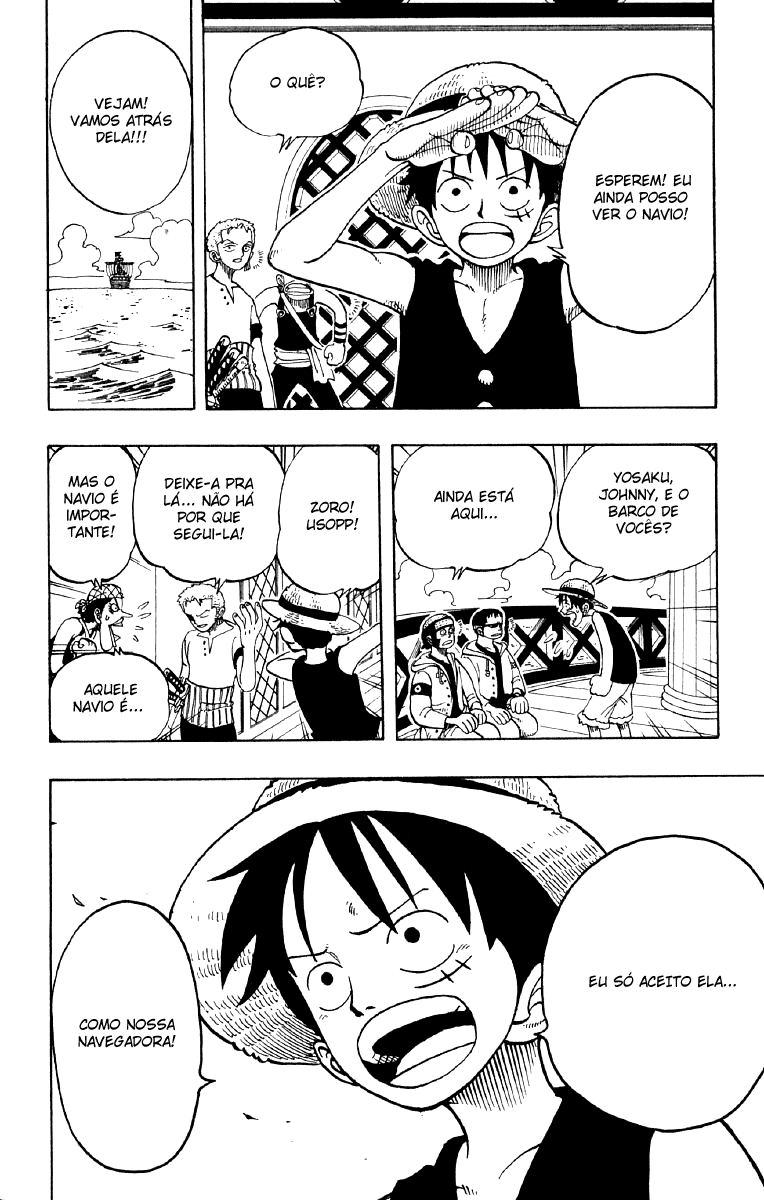 ESPEREM! EU
AINDA POSSO
VER O NAVIO!
O QUÊ?
VEJAM!
VAMOS ATRÁS
DELA!!!
YOSAKU,
JOHNNY, E O
BARCO DE
VOCÊS?
AINDA ESTÁ
AQUI...
ZORO!
USOPP!
DEIXE-A PRA
LÁ... NÃO HÁ
POR QUE
SEGUI-LA!
MAS O
NAVIO É
IMPOR-
TANTE!
AQUELE
NAVIO É...
EU SÓ ACEITO ELA...
COMO NOSSA
NAVEGADORA!